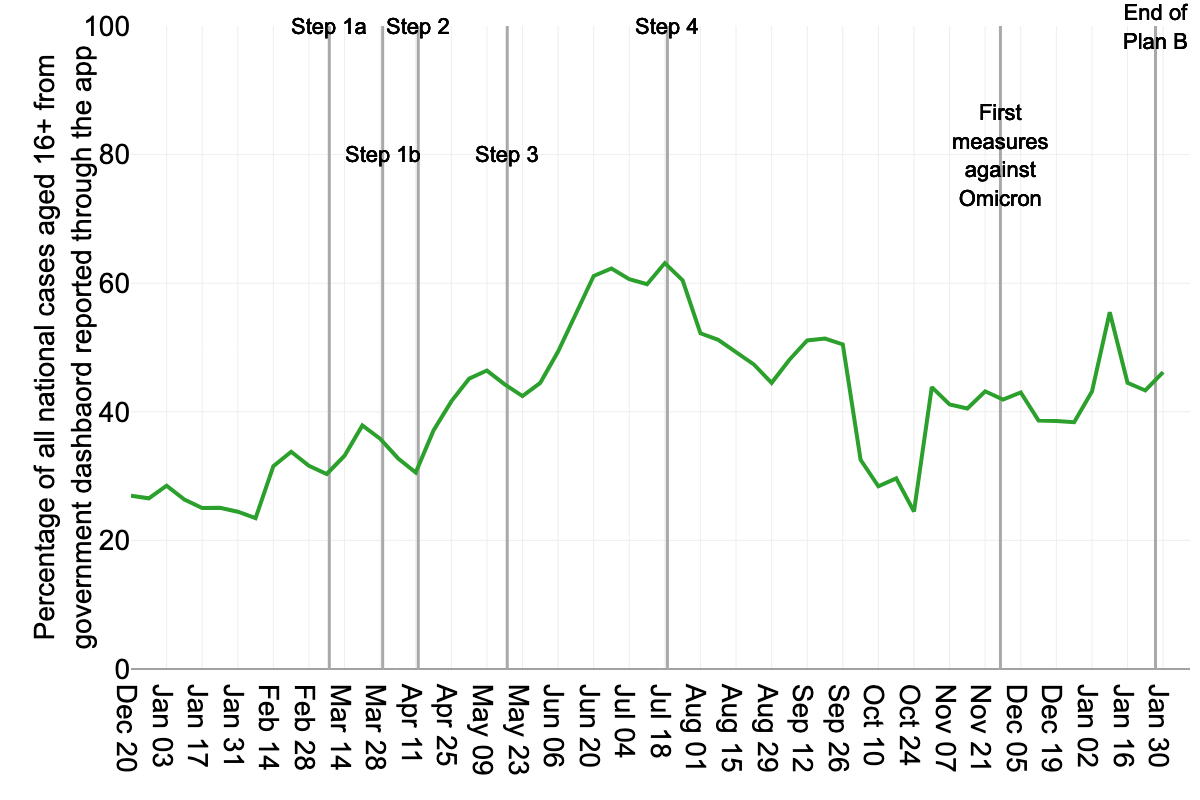 Percentage of all national cases aged 16+ from
government dashbaord reported through the app
100
80
60
40
20
0
Step 1a
Step 2
Step 4
End of
Plan B
Step 1b
Step 3
First
measures
against
Omicron
Dec 20
Jan 03
Jan 17
Jan 31
Feb 14
Feb 28
Mar 14
Mar 28
Apr 11
Apr 25
May 09
May 23
Jun 06
Jun 20
Jul 04
Jul 18
Aug 01
Aug 15
Aug 29
Sep 12
Sep 26
Oct 10
Oct 24
Nov 07
Nov 21
Dec 05
Dec 19
Jan 02
Jan 16
Jan 30